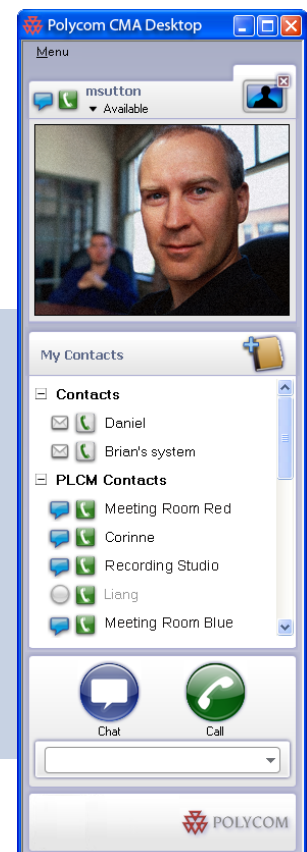 Polycom CMA Desktop
Menu
msutton
Available
My Contacts
Contacts
Daniel
Brian's system
PLCM Contacts
Meeting Room Red
Corinne
Recording Studio
Liang
Meeting Room Blue
Chat Call
POLYCOM